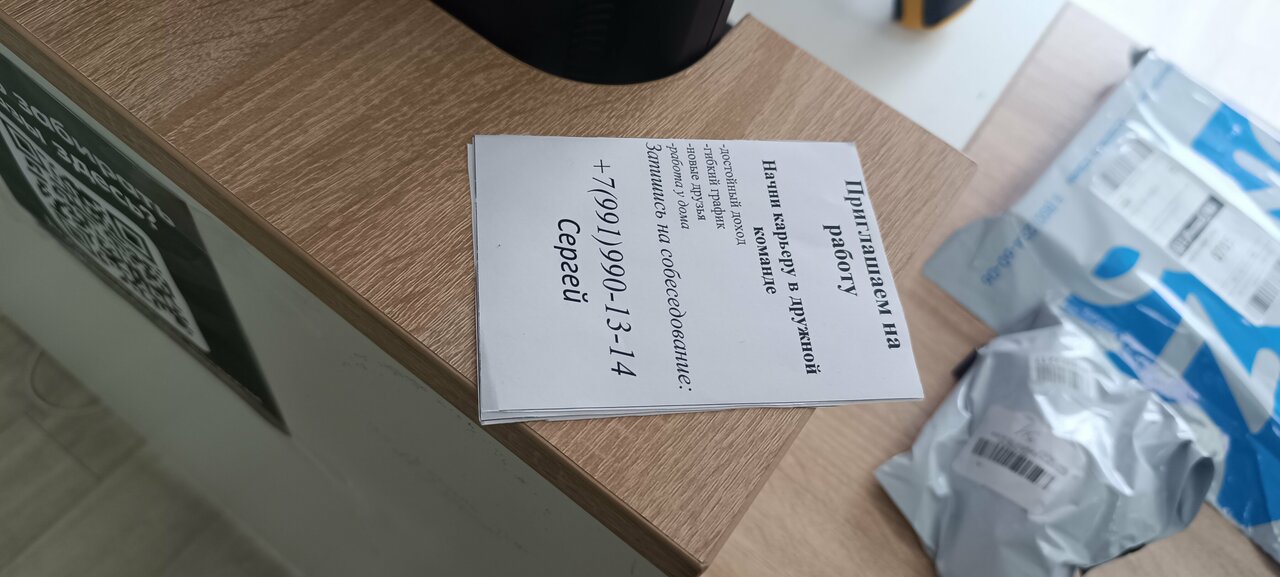 Приглашаем на
работу
Начни карьеру в дружной
команде
-достойный доход
-гибкий график
-новые друзья
-работа у дома
Запишись на собеседование:
+7(991)990-13-14
Сергей